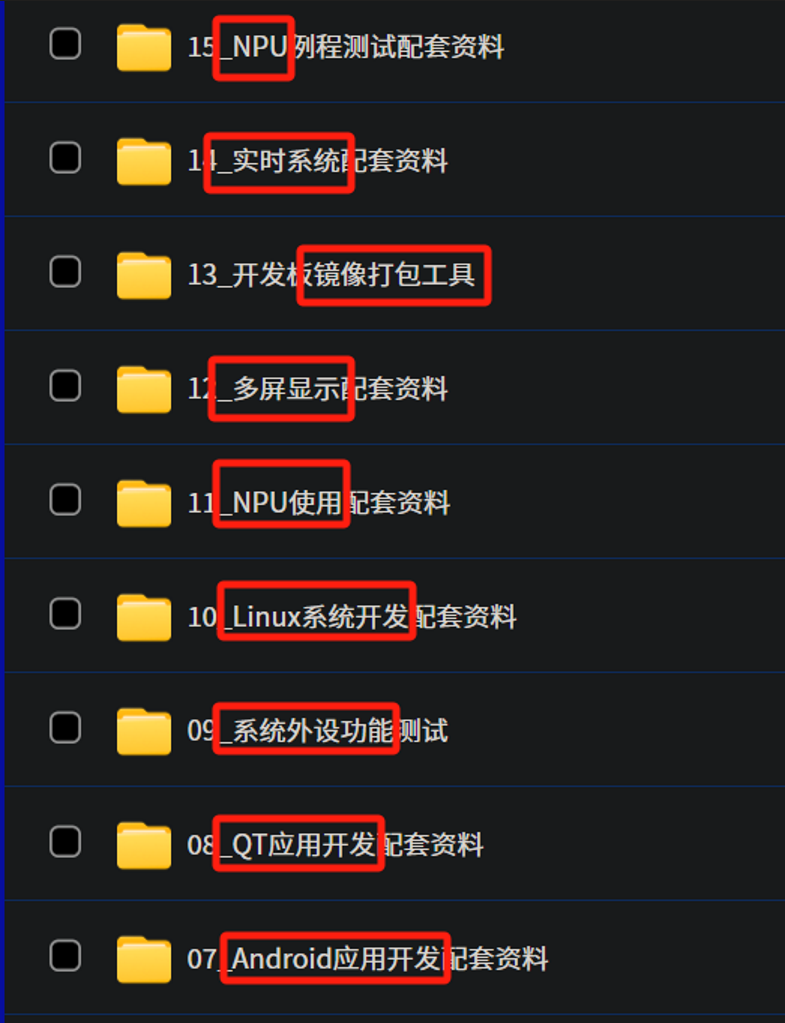 15_NPU例程测试配套资料
14_实时系统配套资料
13_开发板镜像打包工具
12_多屏显示配套资料
11_NPU使用配套资料
10_Linux系统开发配套资料
09_系统外设功能测试
08_QT应用开发配套资料
07_Android应用开发配套资料